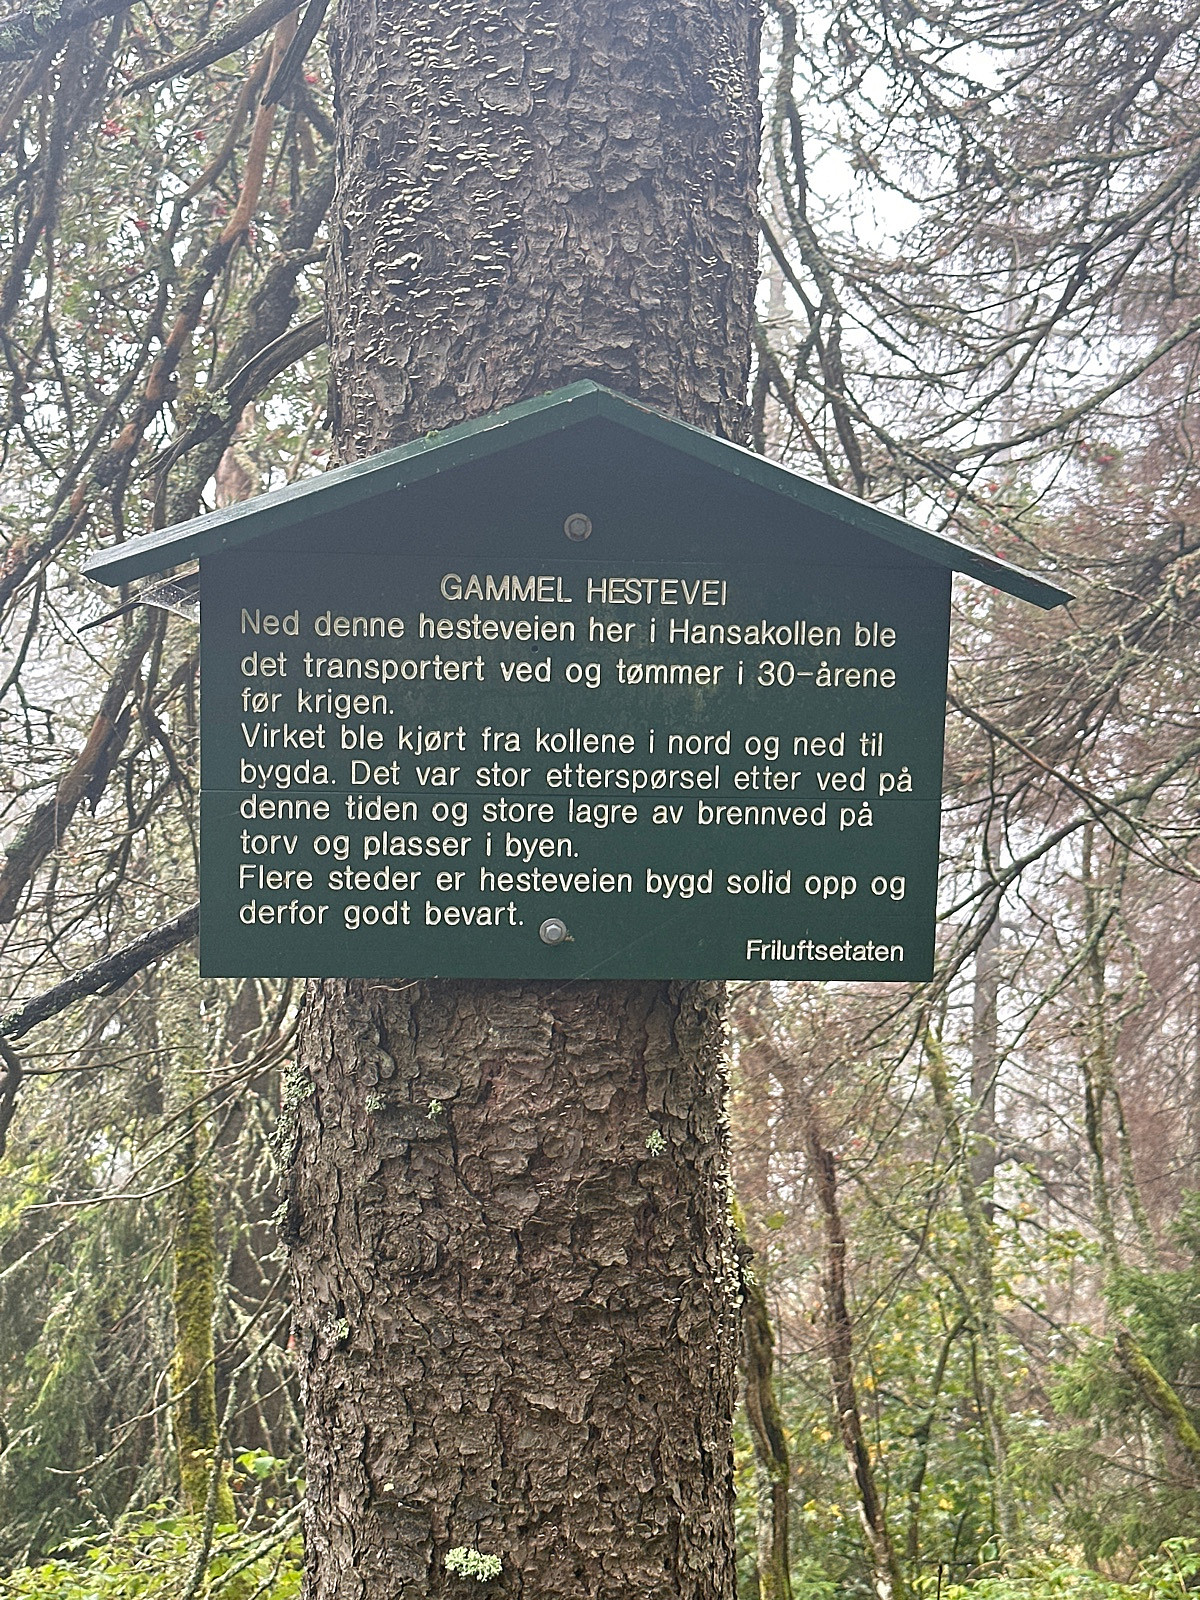 GAMMEL HESTEVEI
Ned denne hesteveien her i Hansakollen ble
det transportert ved og tømmer i 30-årene
før krigen.
Virket ble kjørt fra kollene i nord og ned til
bygda. Det var stor etterspørsel etter ved på
denne tiden og store lagre av brennved på
torv og plasser i byen.
Flere steder er hesteveien bygd solid opp og
derfor godt bevart.
Friluftsetaten